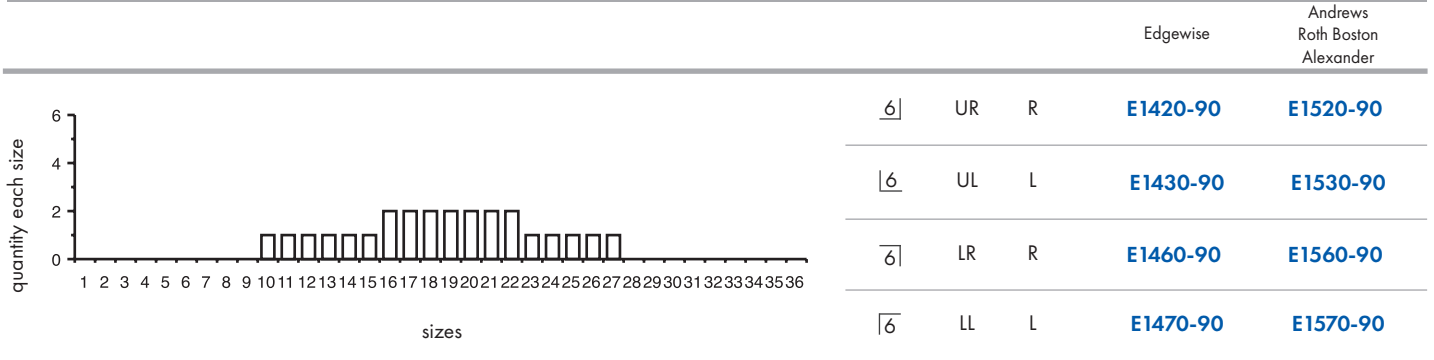 Edgewise
Andrews
Roth Boston
Alexander
6
4
2
0
quantity each size
1 2 3 4 5 6 7 8 9 10 11 12 13 14 15 16 17 18 19 20 21 22 23 24 25 26 27 28 29 30 31 32 33 34 35 36
sizes
6 UR R E1420-90 E1520-90
6 UL L E1430-90 E1530-90
6 LR R E1460-90 E1560-90
6 LL L E1470-90 E1570-90